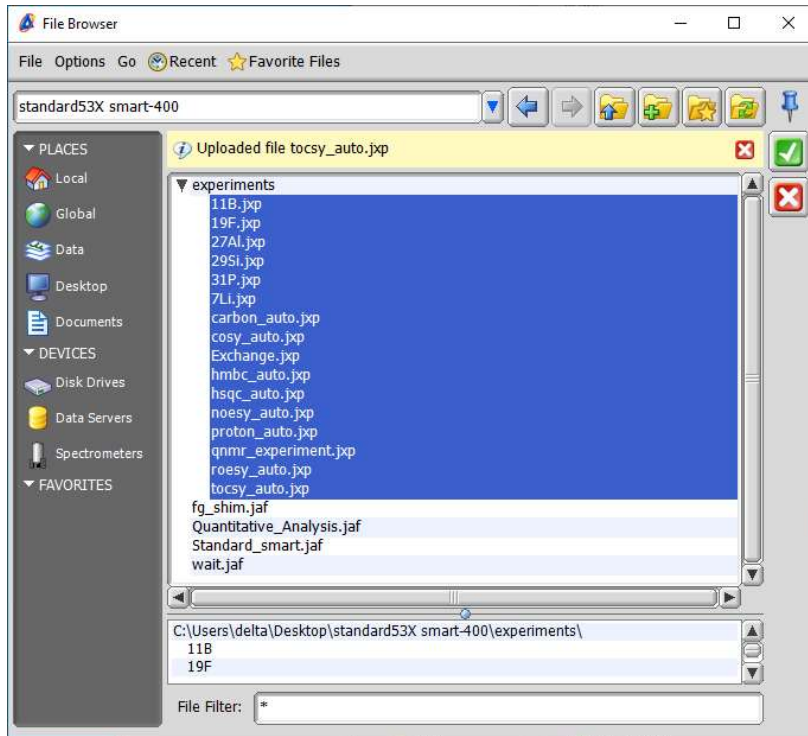 File Browser
File Options Go Recent Favorite Files
standard53X smart-400
Uploaded file tocsy_auto.jxp
PLACES
Local
Global
Data
Desktop
Documents
DEVICES
Disk Drives
Data Servers
Spectrometers
FAVORITES
experiments
11B.jxp
19F.jxp
27Al.jxp
29Si.jxp
31P.jxp
7Li.jxp
carbon_auto.jxp
cosy_auto.jxp
Exchange.jxp
hmbc_auto.jxp
hsqc_auto.jxp
noesy_auto.jxp
proton_auto.jxp
qnmr_experiment.jxp
roesy_auto.jxp
tocsy_auto.jxp
fg_shim.jaf
Quantitative_Analysis.jaf
Standard_smart.jaf
wait.jaf
C:\Users\delta\Desktop\standard53X smart-400\experiments\
11B
19F
File Filter: *